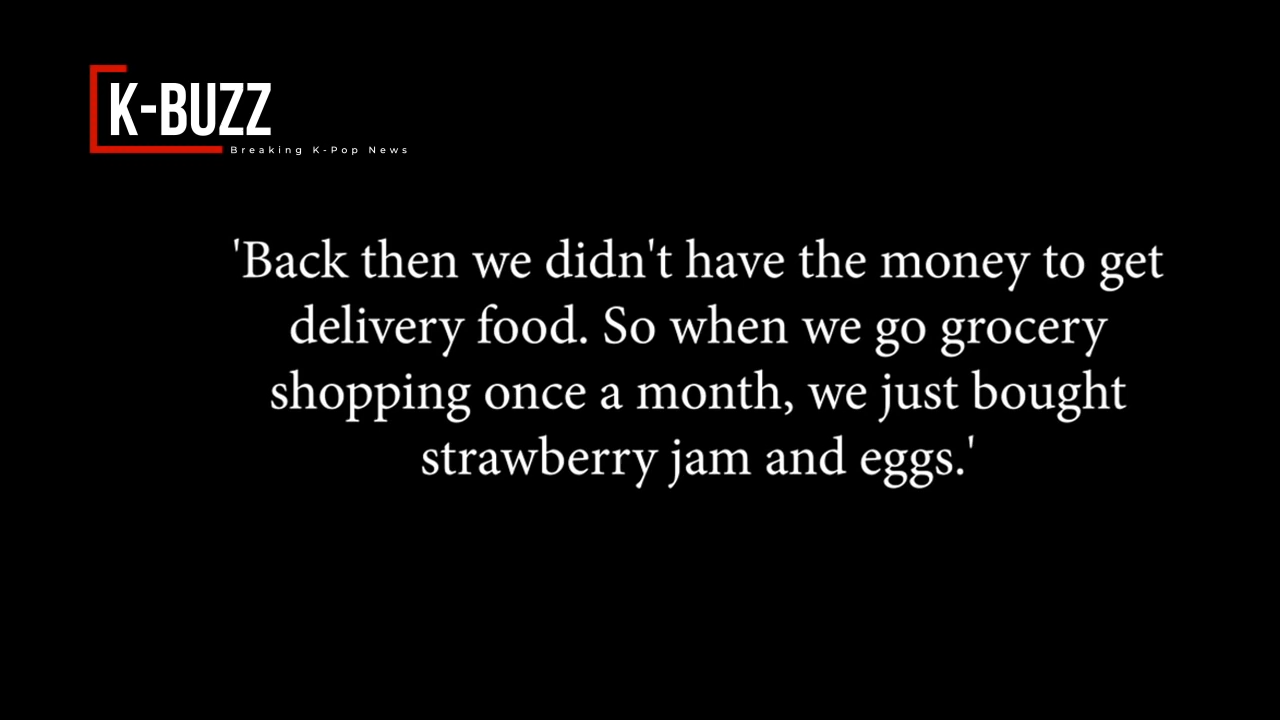 K-BUZZ
Breaking K-Pop News
'Back then we didn't have the money to get
delivery food. So when we go grocery
shopping once a month, we just bought
strawberry jam and eggs.'